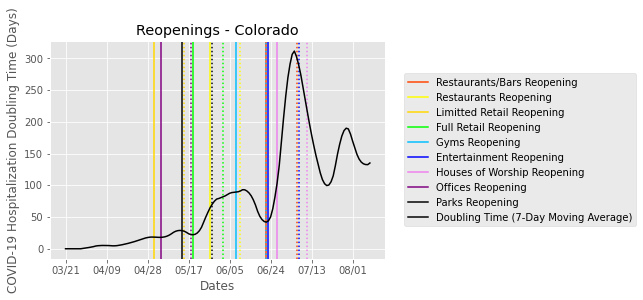 Reopenings - Colorado
COVID-19 Hospitalization Doubling Time (Days)
300
250
200
150
100
50
0
03/21
04/09
04/28
05/17
06/05
06/24
07/13
08/01
Dates
Restaurants/Bars Reopening
Restaurants Reopening
Limitted Retail Reopening
Full Retail Reopening
Gyms Reopening
Entertainment Reopening
Houses of Worship Reopening
Offices Reopening
Parks Reopening
Doubling Time (7-Day Moving Average)